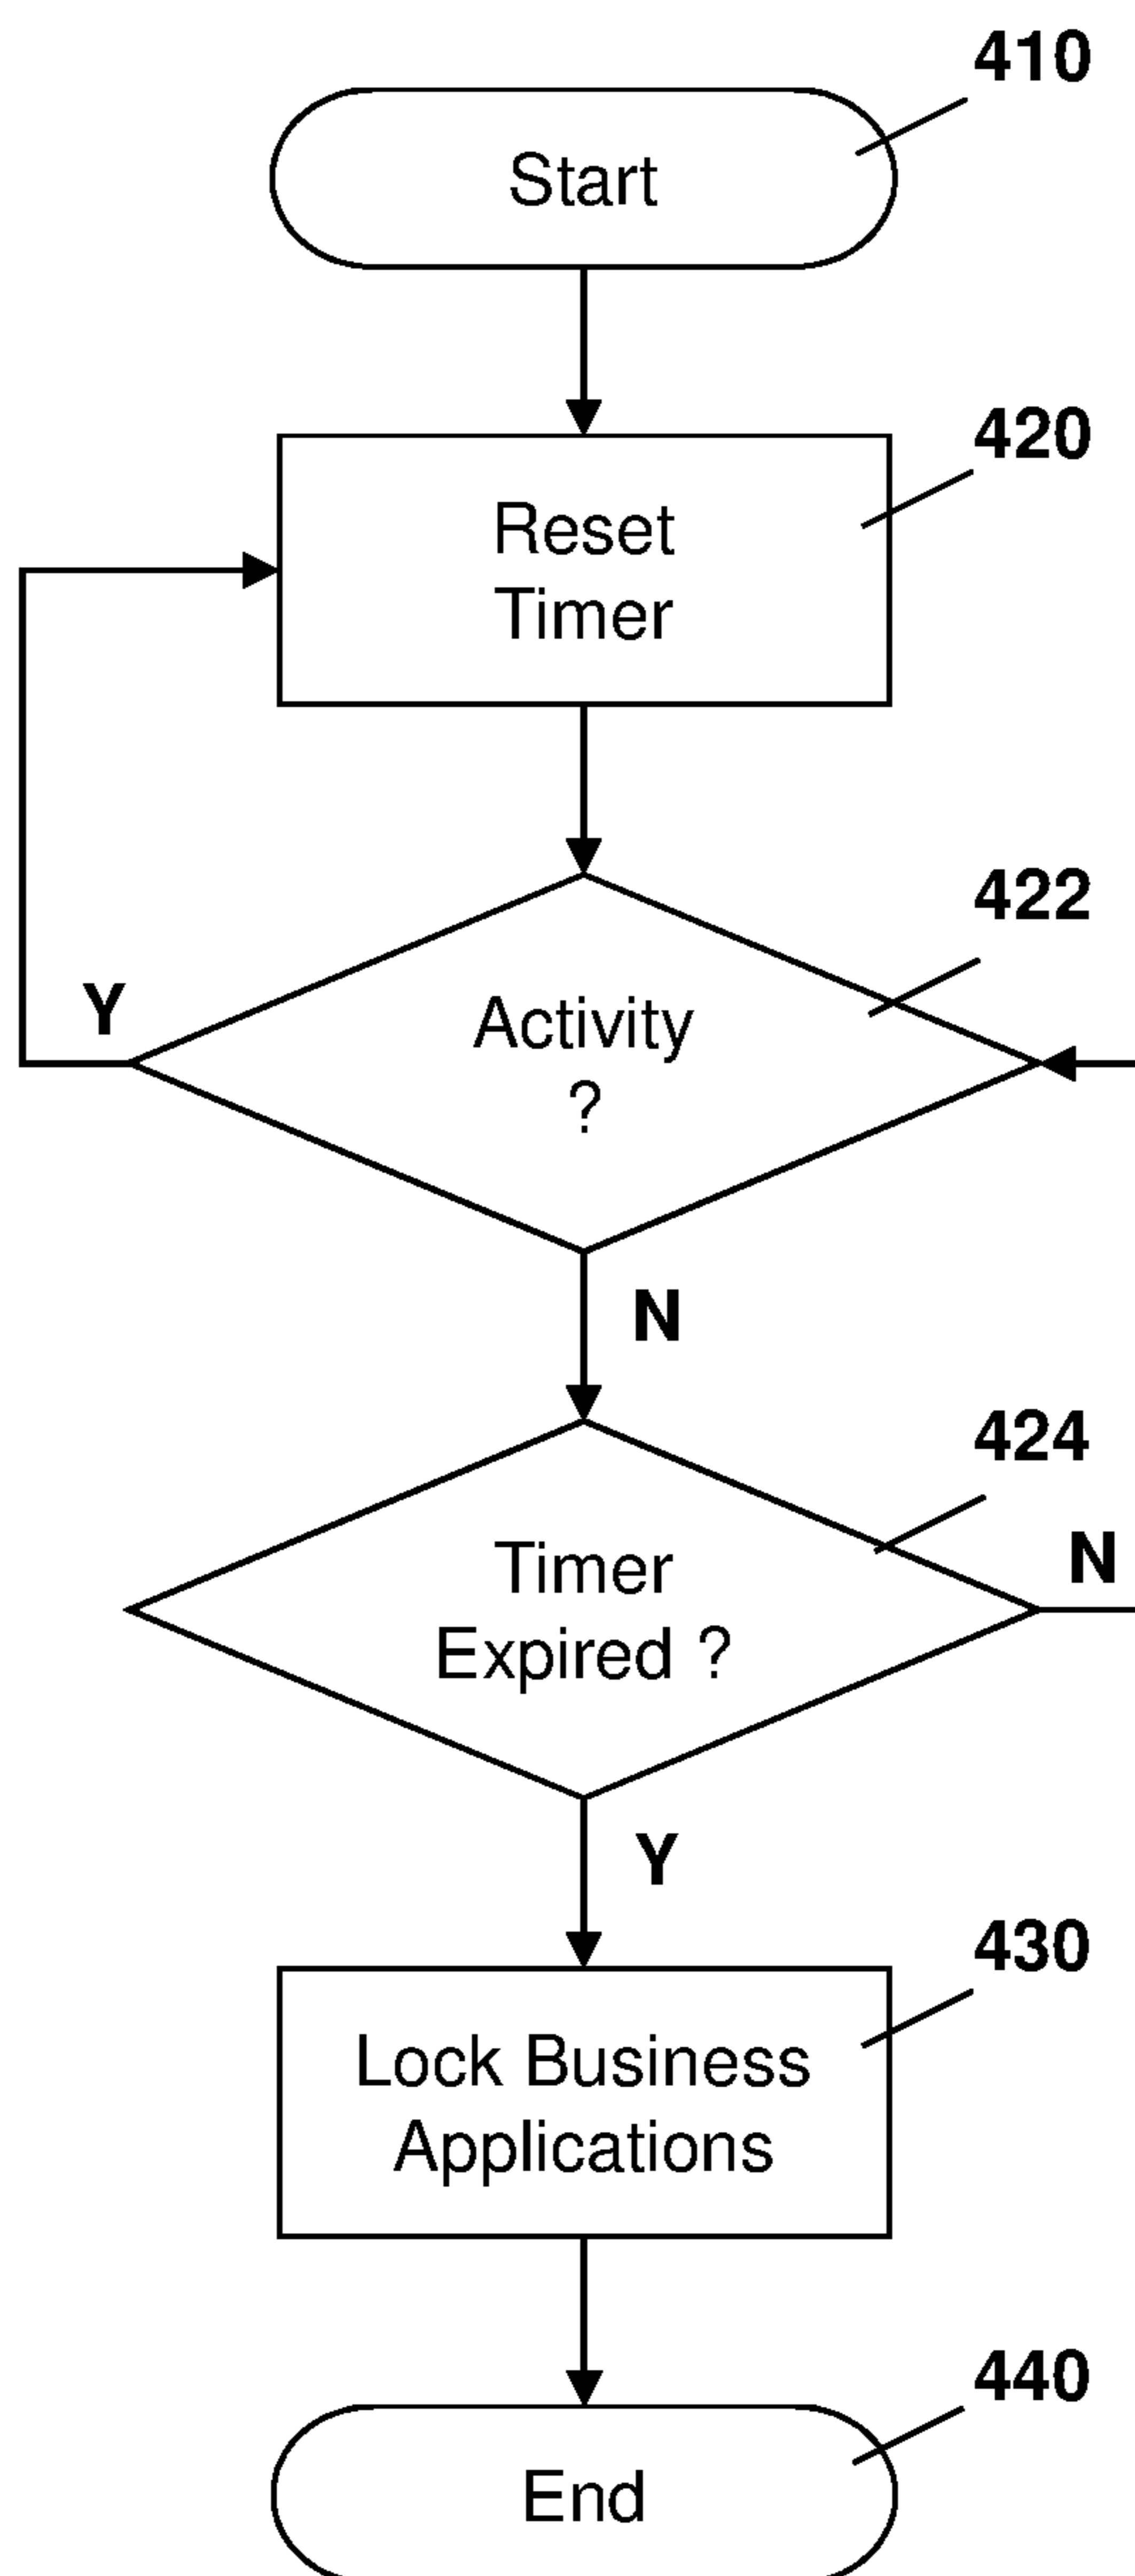 410
Start
420
Reset
Timer
422
Y
Activity
?
N
424
Timer
Expired ?
N
Y
430
Lock Business
Applications
440
End